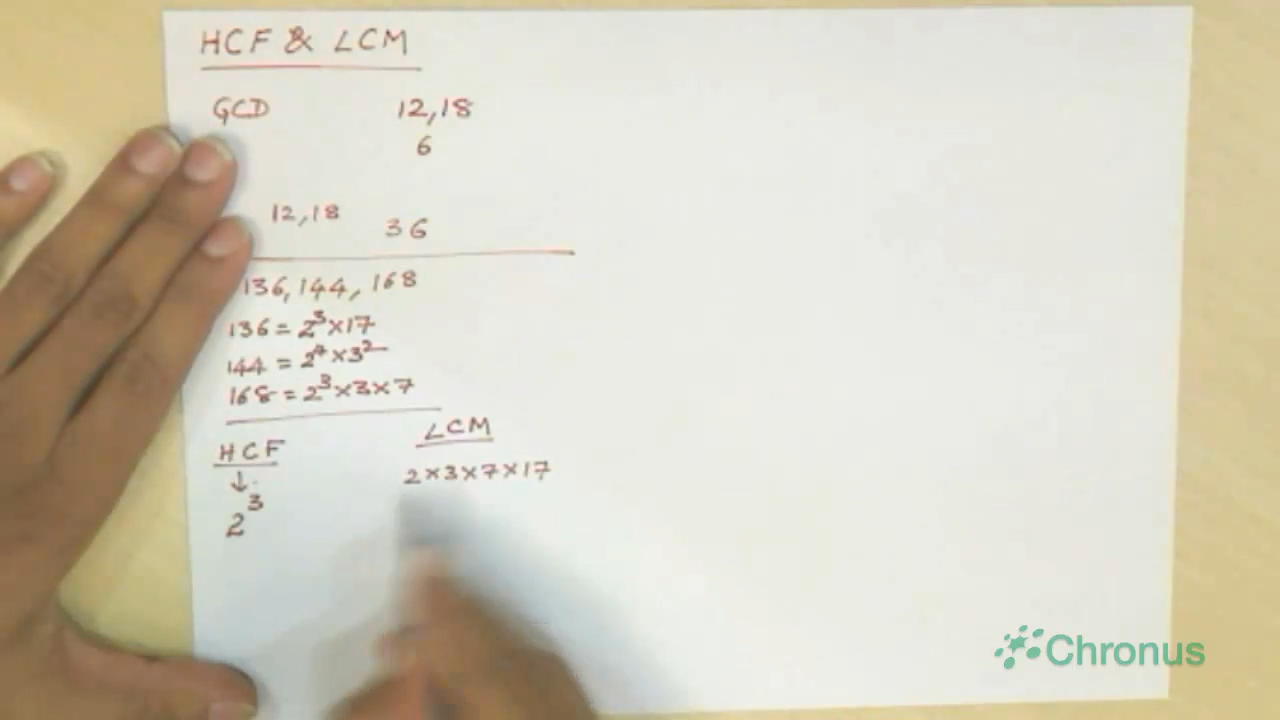 HCF & LCM
GCD 12,18
6
12,18 36
136, 144, 168
136 = 2³×17
144 = 2⁴×3²
168 = 2³×3×7
HCF LCM
↓ 2×3×7×17
2³
Chronus